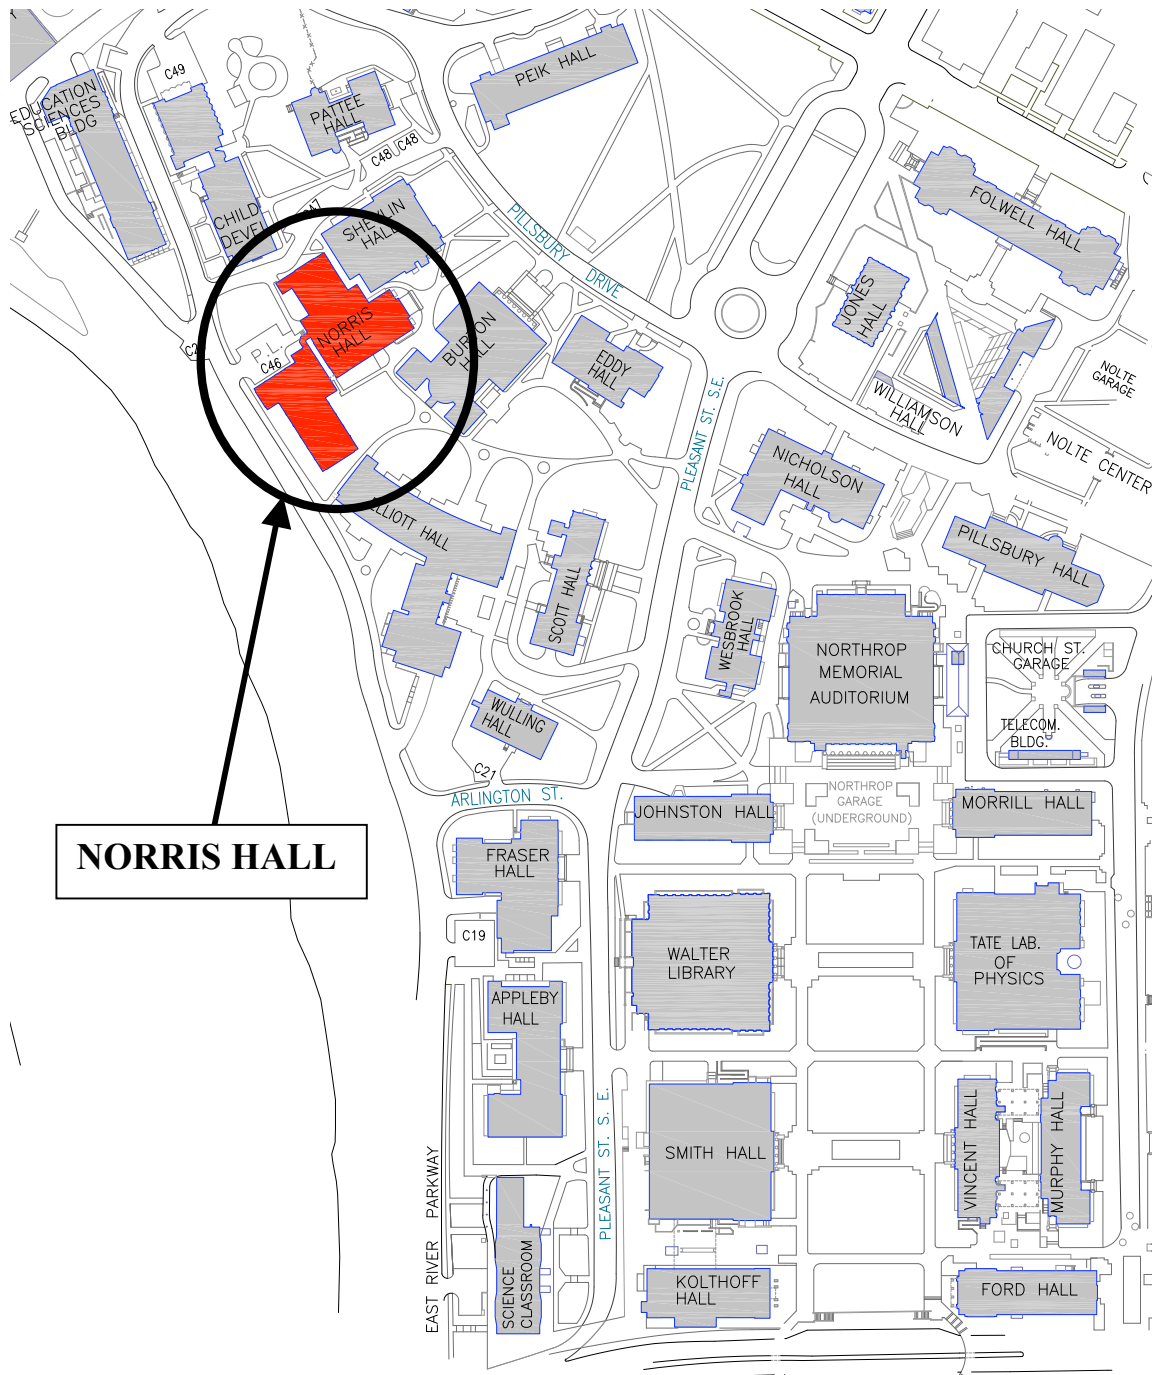 C49
EDUCATION
SCIENCES
BLDG
PATTEE
HALL
PEIK HALL
C48
C48
CHILD
DEVEL
SHEVLIN
HALL
PILLSBURY DRIVE
FOLWELL HALL
JONES
HALL
NORRIS
HALL
P.L.
C46
BURTON
HALL
EDDY
HALL
PLEASANT ST. S.E.
WILLIAMSON
HALL
NOLTE
GARAGE
NOLTE CENTER
NICHOLSON
HALL
PILLSBURY HALL
ELLIOTT HALL
SCOTT HALL
WESBROOK
HALL
NORTHROP
MEMORIAL
AUDITORIUM
CHURCH ST.
GARAGE
TELECOM.
BLDG.
WULLING
HALL
C21
ARLINGTON ST.
JOHNSTON HALL
NORTHROP
GARAGE
(UNDERGROUND)
MORRILL HALL
NORRIS HALL
FRASER
HALL
C19
WALTER
LIBRARY
TATE LAB.
OF
PHYSICS
APPLEBY
HALL
PLEASANT ST. S. E.
SMITH HALL
VINCENT HALL
MURPHY HALL
EAST RIVER PARKWAY
SCIENCE
CLASSROOM
KOLTHOFF
HALL
FORD HALL